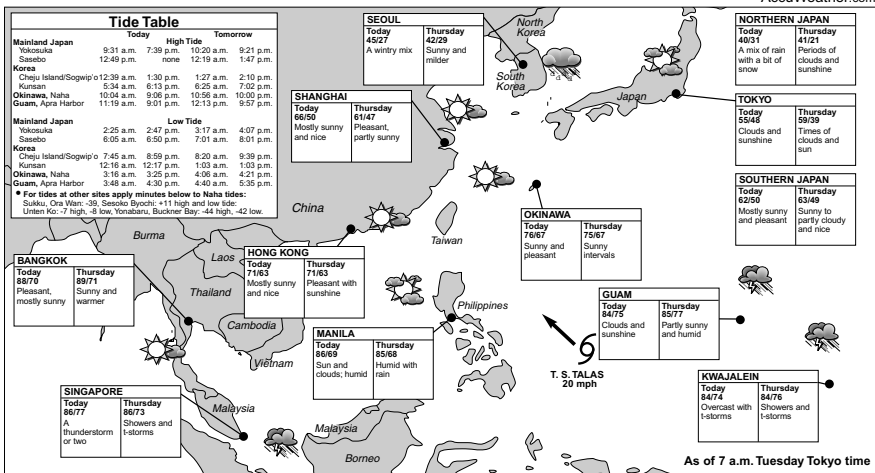 AccuWeather.com
Tide Table
Today Tomorrow
Mainland Japan High Tide
Yokosuka 9:31 a.m. 7:39 p.m. 10:20 a.m. 9:21 p.m.
Sasebo 12:49 p.m. none 12:19 a.m. 1:47 p.m.
Korea
Cheju Island/Sogwip'o 12:39 a.m. 1:30 p.m. 1:27 a.m. 2:10 p.m.
Kunsan 5:34 a.m. 6:13 p.m. 6:25 a.m. 7:02 p.m.
Okinawa, Naha 10:04 a.m. 9:06 p.m. 10:56 a.m. 10:00 p.m.
Guam, Apra Harbor 11:19 a.m. 9:01 p.m. 12:13 p.m. 9:57 p.m.
Mainland Japan Low Tide
Yokosuka 2:25 a.m. 2:47 p.m. 3:17 a.m. 4:07 p.m.
Sasebo 6:05 a.m. 6:50 p.m. 7:01 a.m. 8:01 p.m.
Korea
Cheju Island/Sogwip'o 7:45 a.m. 8:59 p.m. 8:20 a.m. 9:39 p.m.
Kunsan 12:16 a.m. 12:17 p.m. 1:03 a.m. 1:03 p.m.
Okinawa, Naha 3:16 a.m. 3:25 p.m. 4:06 a.m. 4:21 p.m.
Guam, Apra Harbor 3:48 a.m. 4:30 p.m. 4:40 a.m. 5:35 p.m.
• For tides at other sites apply minutes below to Naha tides:
Sukku, Ora Wan: -39, Sesoko Byochi: +11 high and low tide:
Unten Ko: -7 high, -8 low, Yonabaru, Buckner Bay: -44 high, -42 low.
SEOUL
Today Thursday
45/27 42/29
A wintry mix Sunny and
milder
North
Korea
South
Korea
Japan
NORTHERN JAPAN
Today Thursday
40/31 41/21
A mix of rain Periods of
with a bit of clouds and
snow sunshine
SHANGHAI
Today Thursday
66/50 61/47
Mostly sunny Pleasant,
and nice partly sunny
TOKYO
Today Thursday
55/48 59/39
Clouds and Times of
sunshine clouds and
sun
SOUTHERN JAPAN
Today Thursday
62/50 63/49
Mostly sunny Sunny to
and pleasant partly cloudy
and nice
China
Taiwan
OKINAWA
Today Thursday
76/67 75/67
Sunny and Sunny
pleasant intervals
Burma
Laos
Thailand
Cambodia
Vietnam
HONG KONG
Today Thursday
71/63 71/63
Mostly sunny Pleasant with
and nice sunshine
BANGKOK
Today Thursday
88/70 89/71
Pleasant, Sunny and
mostly sunny warmer
Philippines
GUAM
Today Thursday
84/75 85/77
Clouds and Partly sunny
sunshine and humid
MANILA
Today Thursday
86/69 85/68
Sun and Humid with
clouds; humid rain
T. S. TALAS
20 mph
KWAJALEIN
Today Thursday
84/74 84/76
Overcast with Showers and
t-storms t-storms
SINGAPORE
Today Thursday
86/77 86/73
A Showers and
thunderstorm t-storms
or two
Malaysia
Malaysia
Borneo
As of 7 a.m. Tuesday Tokyo time